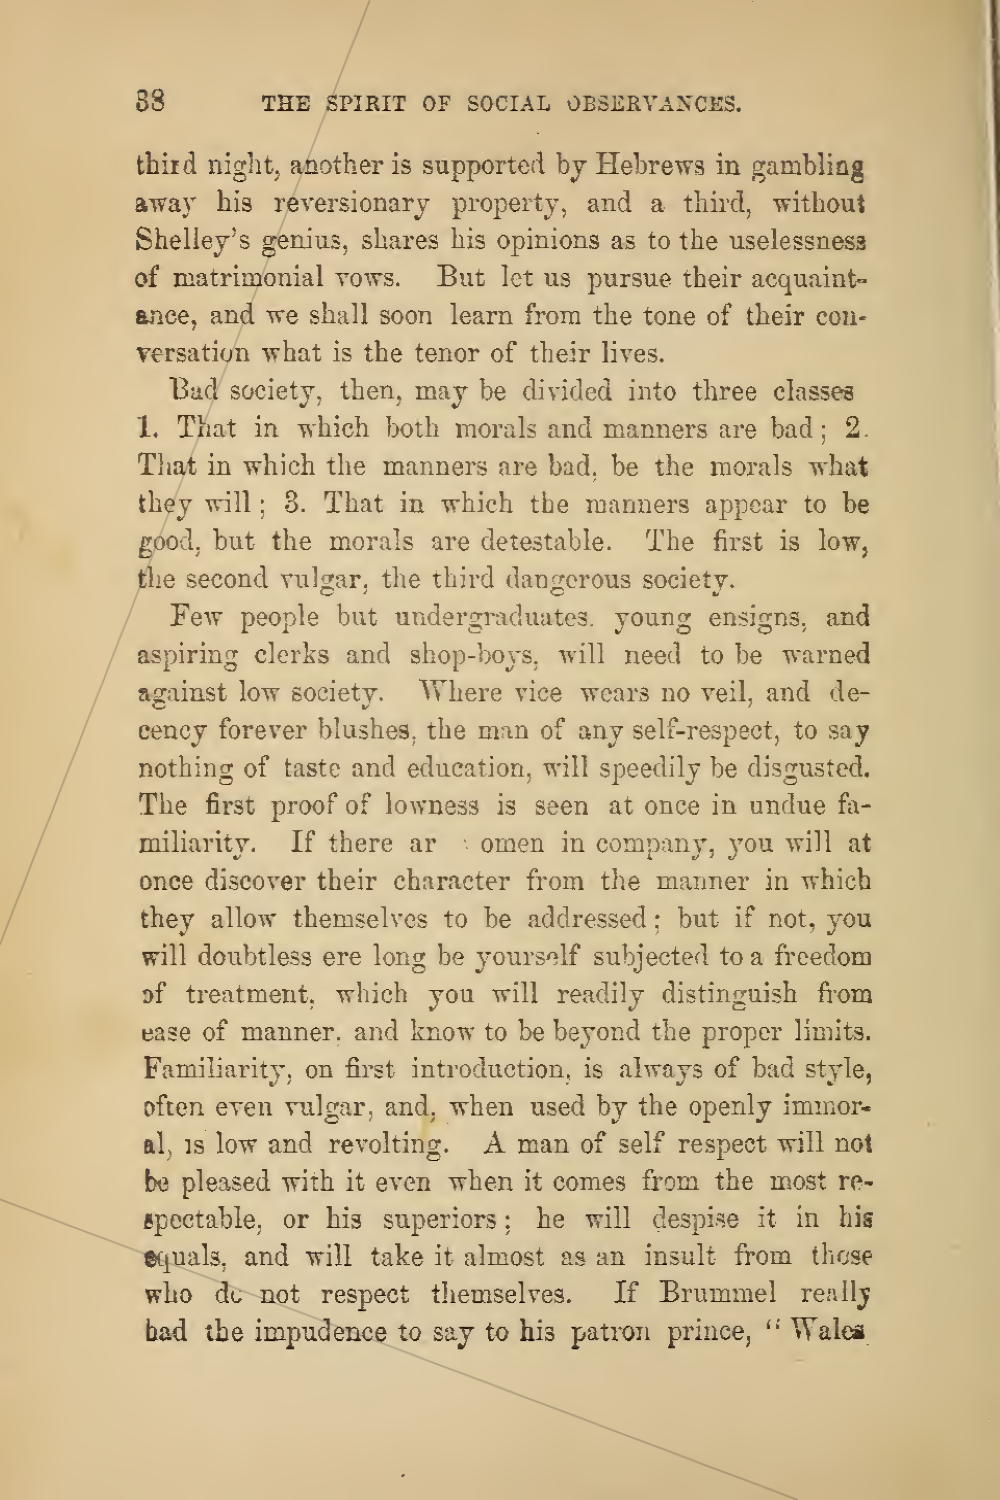 38 THE SPIRIT OF SOCIAL OBSERVANCES.
third night, another is supported by Hebrews in gambling
away his reversionary property, and a third, without
Shelley's genius, shares his opinions as to the uselessness
of matrimonial vows. But let us pursue their acquaint-
ance, and we shall soon learn from the tone of their con-
versation what is the tenor of their lives.
Bad society, then, may be divided into three classes
1. That in which both morals and manners are bad; 2.
That in which the manners are bad, be the morals what
they will; 3. That in which the manners appear to be
good, but the morals are detestable. The first is low,
the second vulgar, the third dangerous society.
Few people but undergraduates, young ensigns, and
aspiring clerks and shop-boys, will need to be warned
against low society. Where vice wears no veil, and de-
cency forever blushes, the man of any self-respect, to say
nothing of taste and education, will speedily be disgusted.
The first proof of lowness is seen at once in undue fa-
miliarity. If there ar omen in company, you will at
once discover their character from the manner in which
they allow themselves to be addressed; but if not, you
will doubtless ere long be yourself subjected to a freedom
of treatment, which you will readily distinguish from
ease of manner, and know to be beyond the proper limits.
Familiarity, on first introduction, is always of bad style,
often even vulgar, and, when used by the openly immor-
al, is low and revolting. A man of self respect will not
be pleased with it even when it comes from the most re-
spectable, or his superiors; he will despise it in his
equals, and will take it almost as an insult from those
who do not respect themselves. If Brummel really
had the impudence to say to his patron prince, "Wales